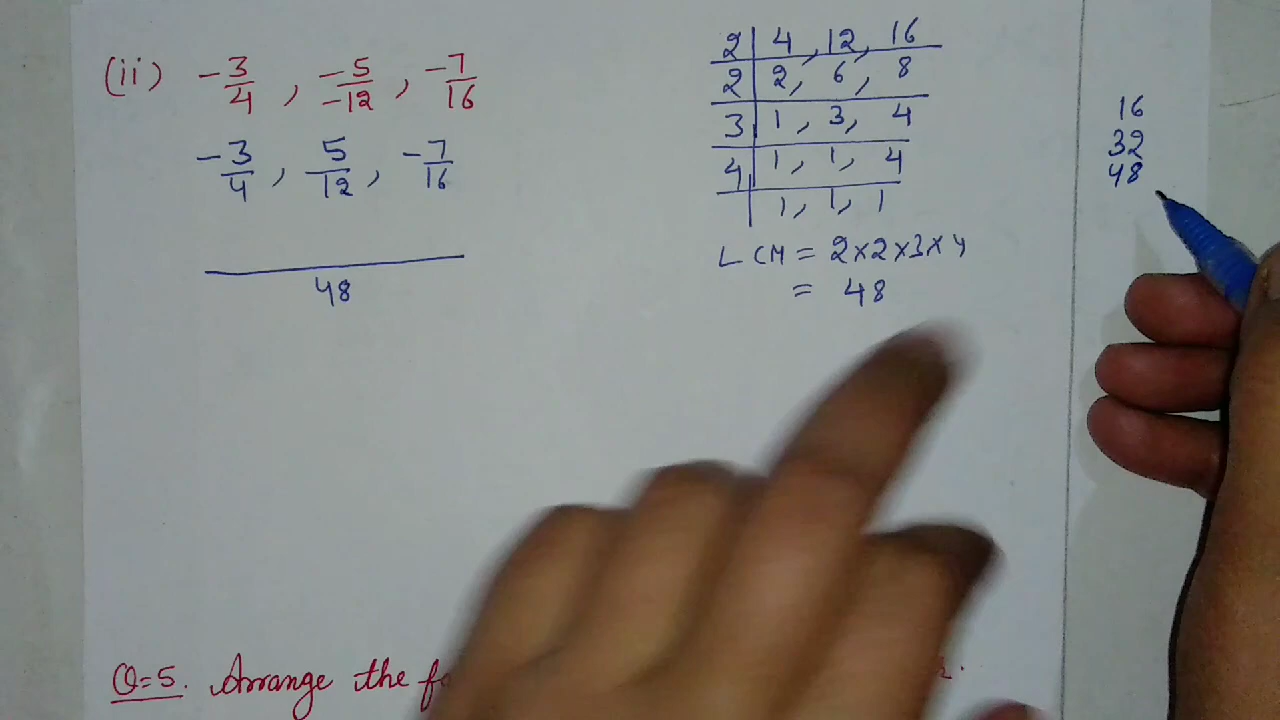 (ii) -3/4 , -5/-12 , -7/16
-3/4 , 5/12 , -7/16
48
2 | 4 , 12, 16
2 | 2, 6, 8
3 | 1, 3, 4
4 | 1, 1, 4
1, 1, 1
LCM = 2×2×3×4
= 48
16
32
48
Q=5. Arrange the